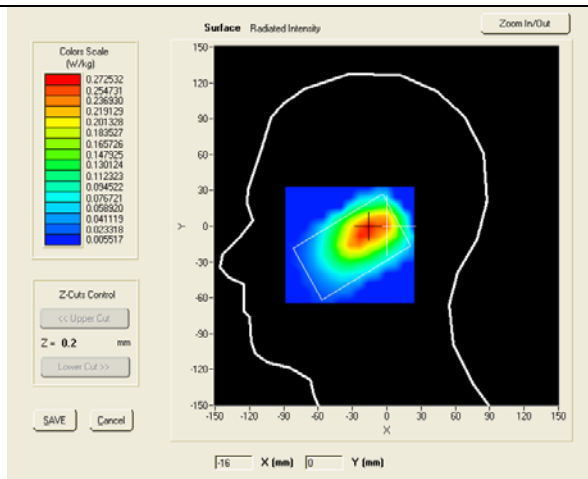 Surface Radiated Intensity
Zoom In/Out
Colors Scale
(W/kg)
0.272532
0.254731
0.236930
0.219129
0.201328
0.183527
0.165726
0.147925
0.130124
0.112323
0.094522
0.076721
0.058920
0.041119
0.023318
0.005517
150
120
90
60
30
0
-30
-60
-90
-120
-150
Y
-150 -120 -90 -60 -30 0 30 60 90 120 150
X
Z-Cuts Control
<< Upper Cut
Z = 0.2 mm
Lower Cut >>
SAVE Cancel
-16 X (mm) 0 Y (mm)